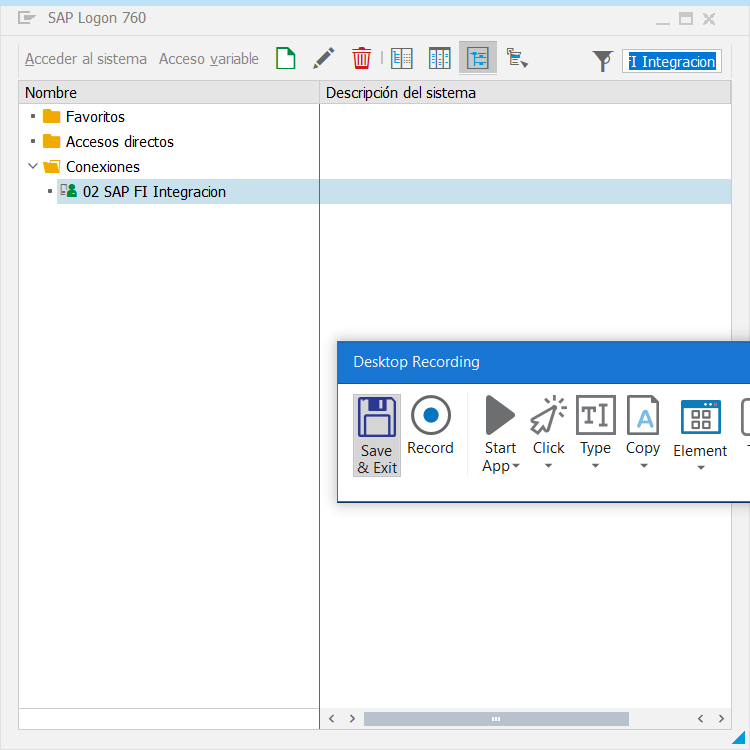 SAP Logon 760
Acceder al sistema Acceso variable
FI Integracion
Nombre Descripción del sistema
Favoritos
Accesos directos
Conexiones
02 SAP FI Integracion
Desktop Recording
Save & Exit
Record
Start App
Click
Type
Copy
Element